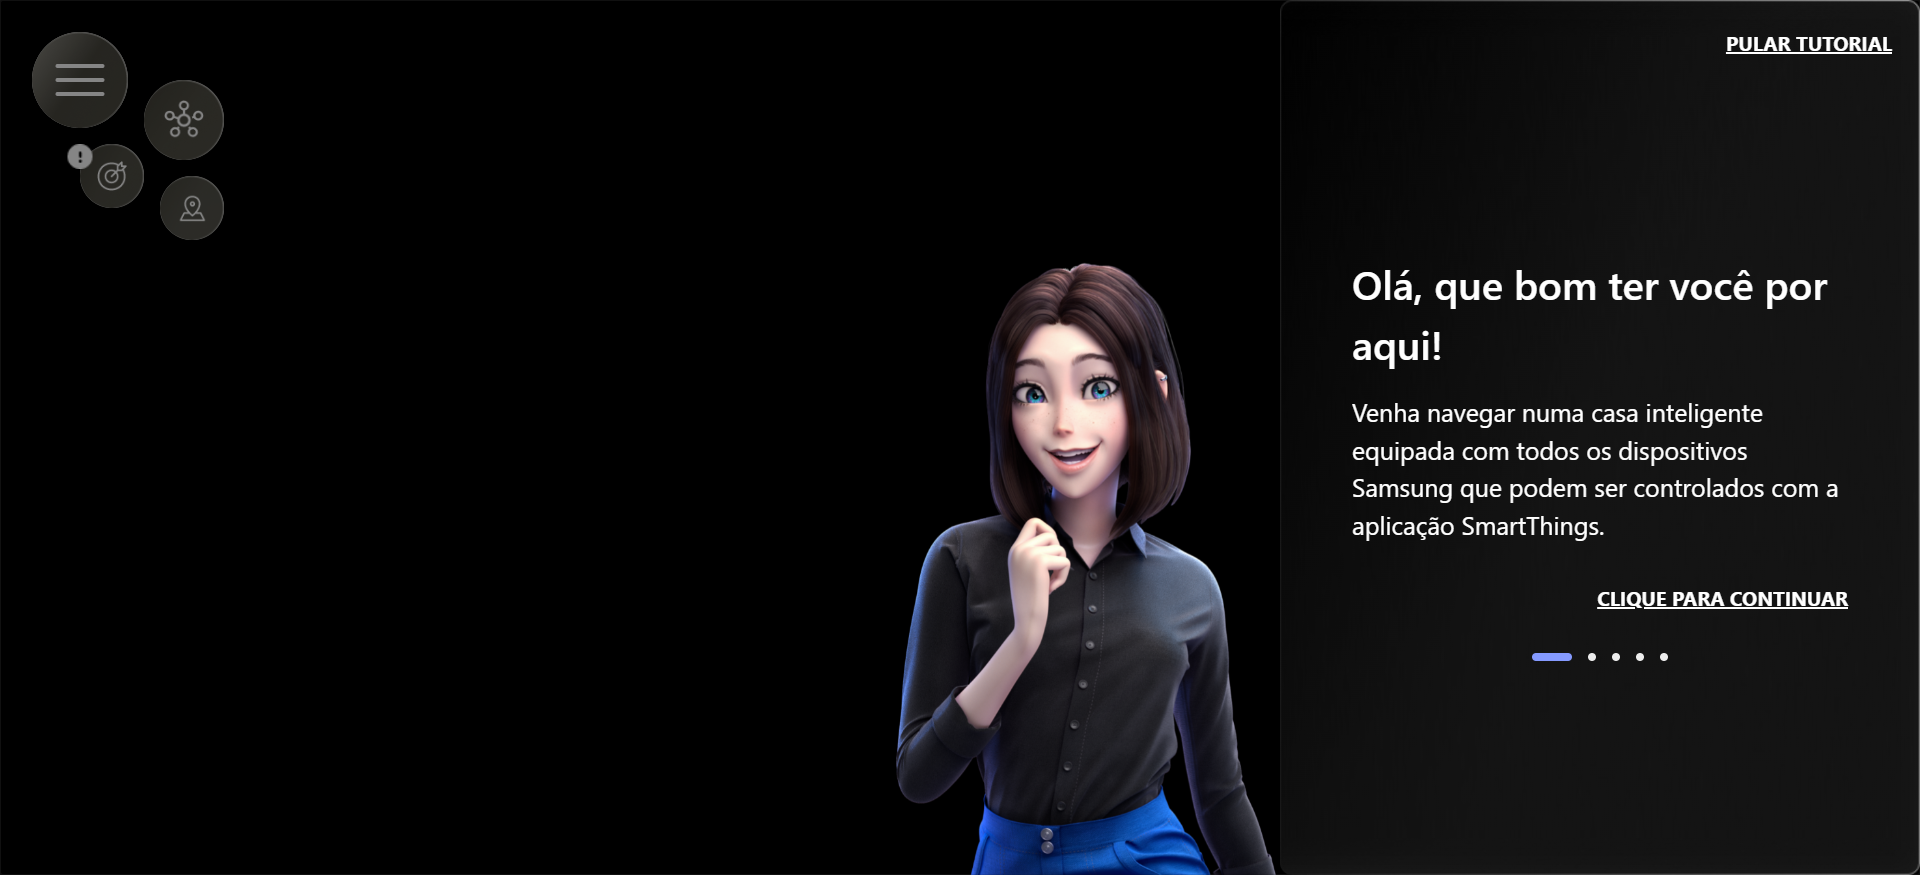 PULAR TUTORIAL
!
Olá, que bom ter você por
aqui!
Venha navegar numa casa inteligente
equipada com todos os dispositivos
Samsung que podem ser controlados com a
aplicação SmartThings.
CLIQUE PARA CONTINUAR